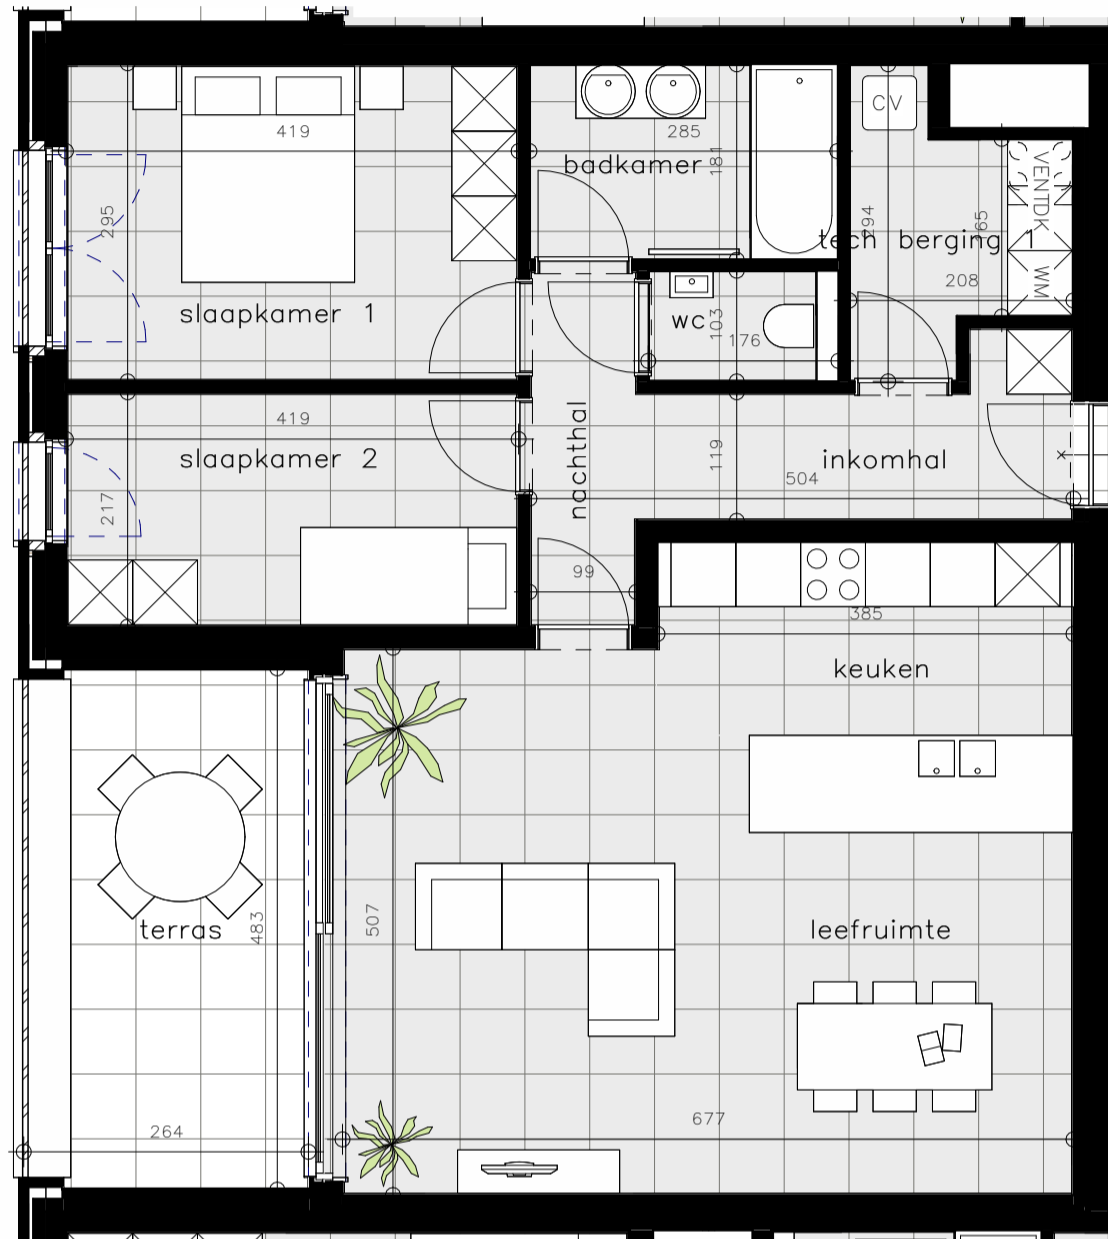 CV
419
285
badkamer
181
VENTDK
295
294
165
tech berging 1
208
WM
slaapkamer 1
wc
103
176
419
slaapkamer 2
nachthal
119
inkomhal
504
217
99
385
keuken
terras
483
507
leefruimte
264
677